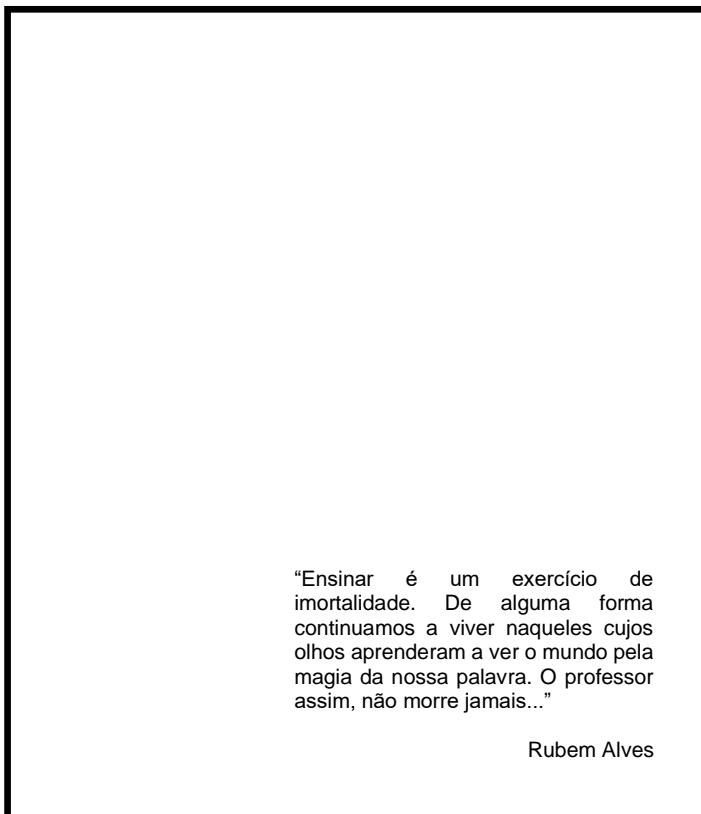 “Ensinar é um exercício de
imortalidade. De alguma forma
continuamos a viver naqueles cujos
olhos aprenderam a ver o mundo pela
magia da nossa palavra. O professor
assim, não morre jamais...”
Rubem Alves